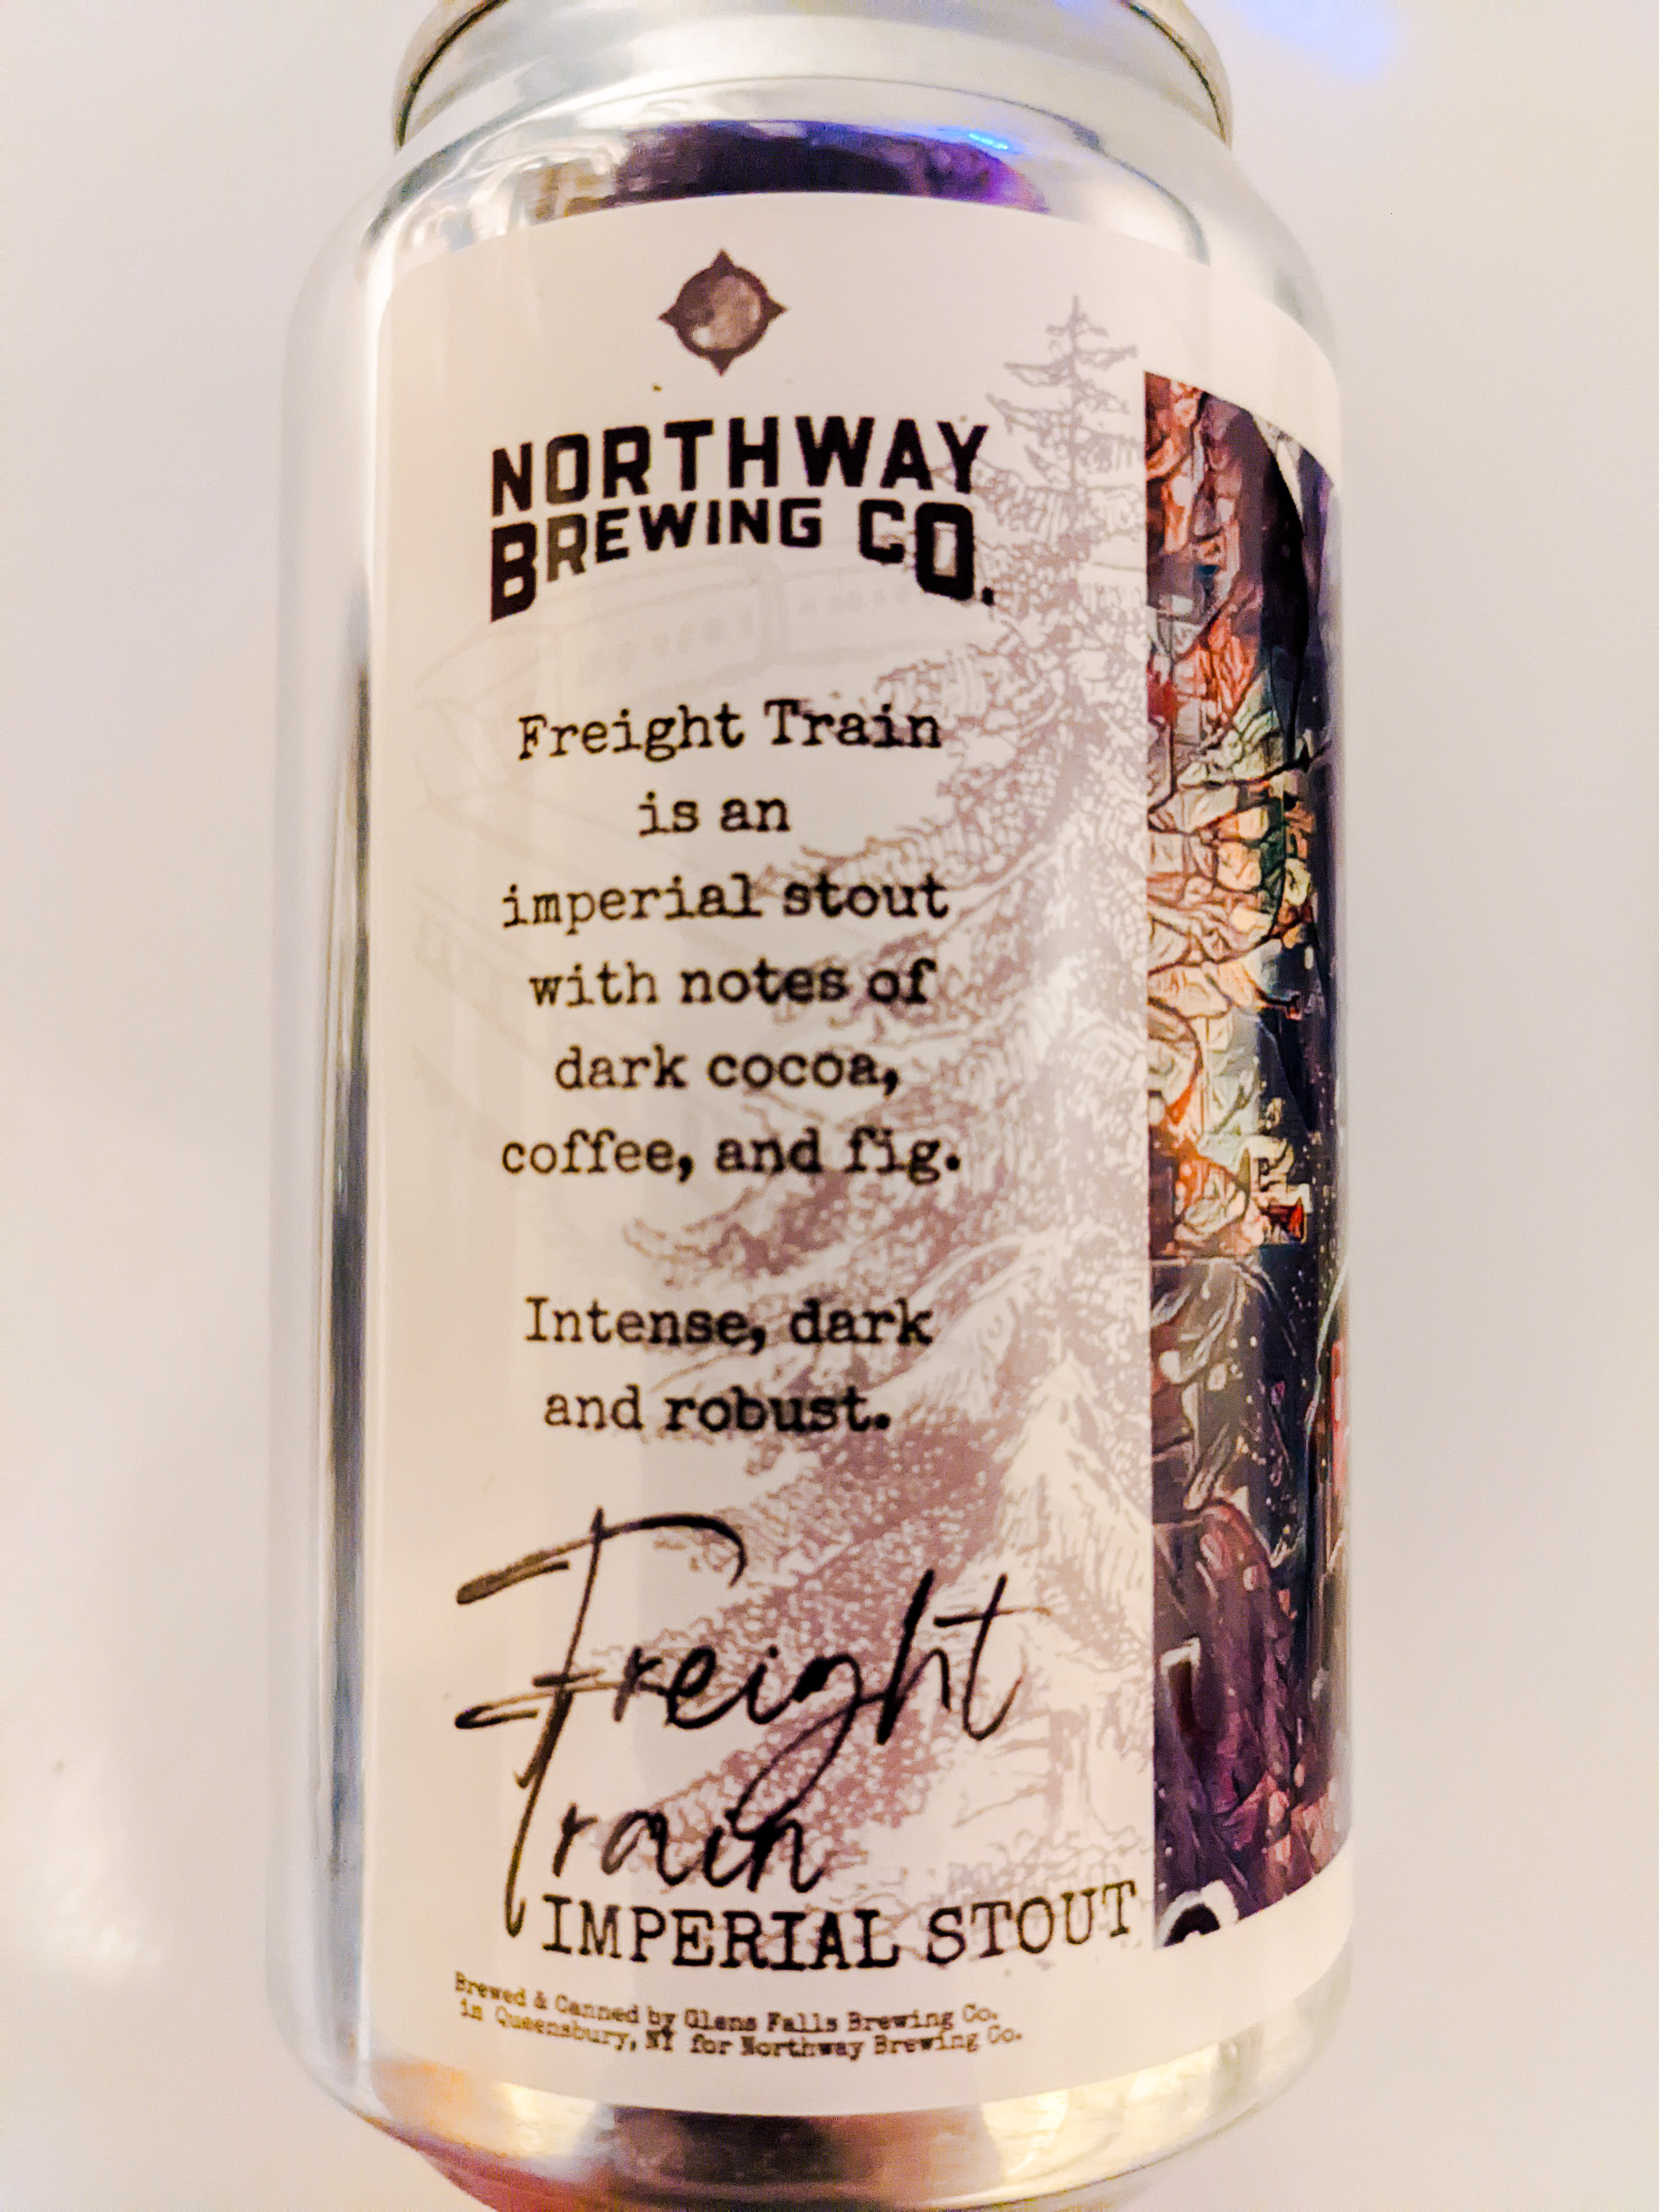 NORTHWAY
BREWING CO.
Freight Train
is an
imperial stout
with notes of
dark cocoa,
coffee, and fig.
Intense, dark
and robust.
Freight
Train
IMPERIAL STOUT
Brewed & Canned by Glens Falls Brewing Co.
in Queensbury, NY for Northway Brewing Co.